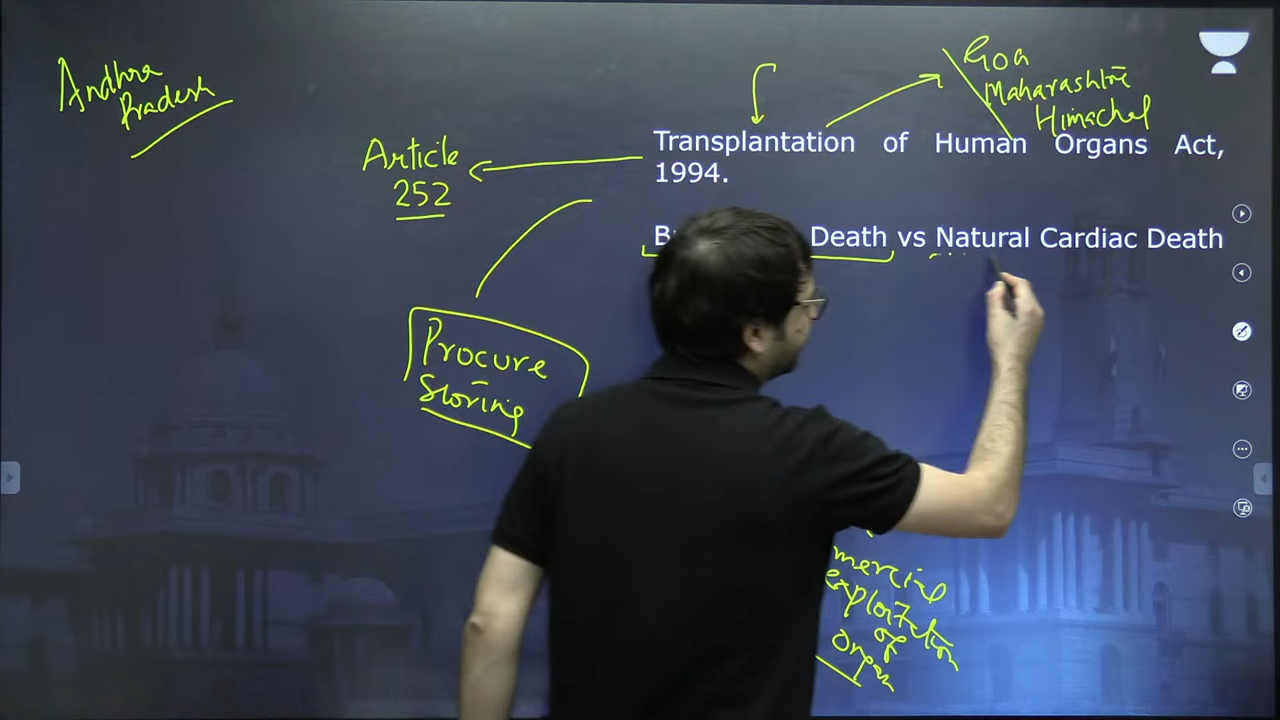 Andhra
Pradesh
Goa
Maharashtra
Himachal
Article
252
Transplantation of Human Organs Act,
1994.
Death vs Natural Cardiac Death
Procure
Storing
exploitation
of
organ